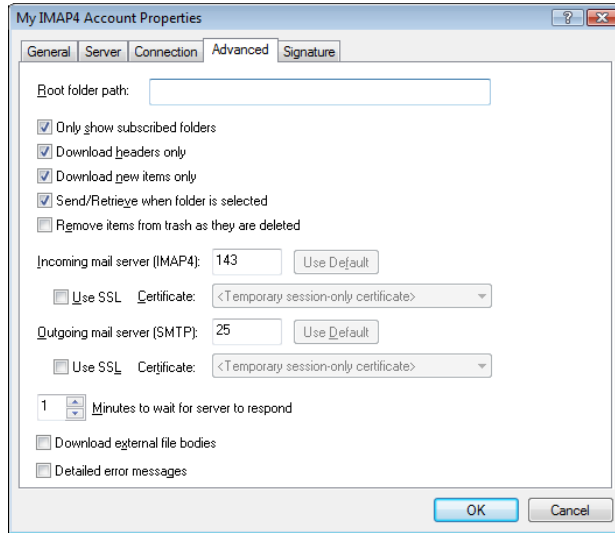 My IMAP4 Account Properties
General Server Connection Advanced Signature
Root folder path:
Only show subscribed folders
Download headers only
Download new items only
Send/Retrieve when folder is selected
Remove items from trash as they are deleted
Incoming mail server (IMAP4): 143 Use Default
Use SSL Certificate: <Temporary session-only certificate>
Outgoing mail server (SMTP): 25 Use Default
Use SSL Certificate: <Temporary session-only certificate>
1 Minutes to wait for server to respond
Download external file bodies
Detailed error messages
OK Cancel